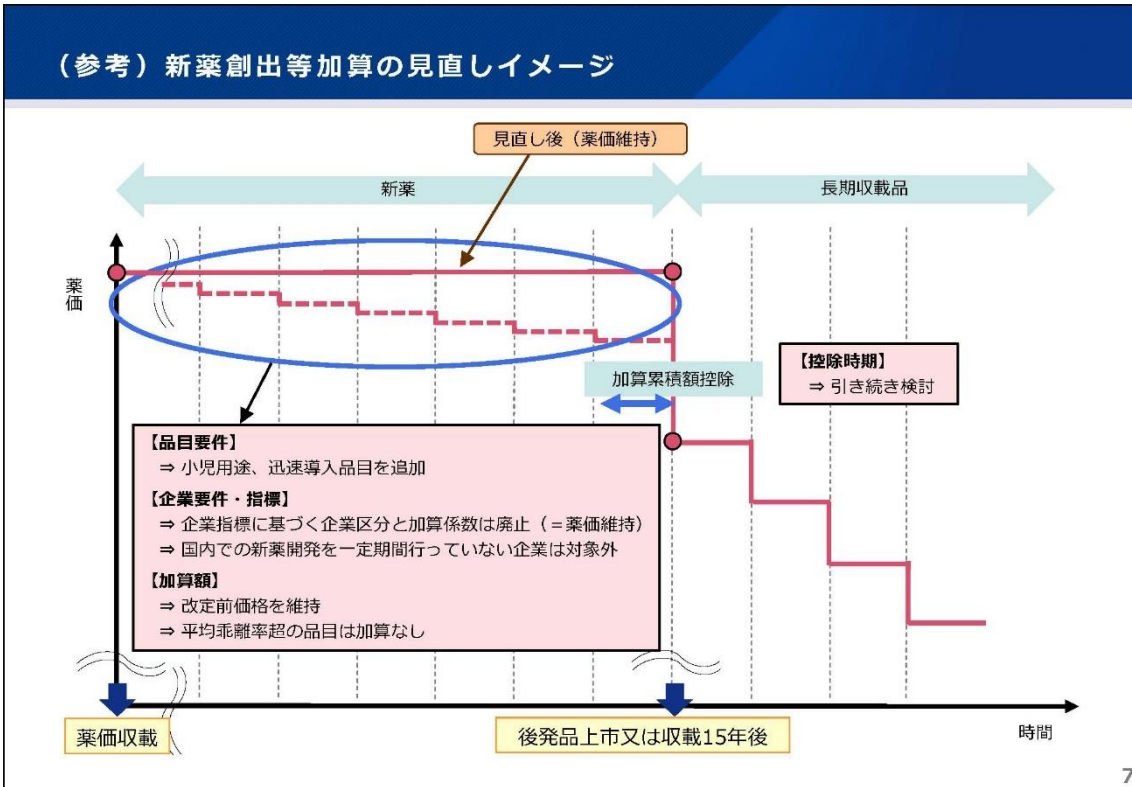 （参考）新薬創出等加算の見直しイメージ
見直し後（薬価維持）
新薬
長期収載品
薬価
加算累積額控除
【控除時期】
⇒ 引き続き検討
【品目要件】
⇒ 小児用途、迅速導入品目を追加
【企業要件・指標】
⇒ 企業指標に基づく企業区分と加算係数は廃止（＝薬価維持）
⇒ 国内での新薬開発を一定期間行っていない企業は対象外
【加算額】
⇒ 改定前価格を維持
⇒ 平均乖離率超の品目は加算なし
薬価収載
後発品上市又は収載15年後
時間
7